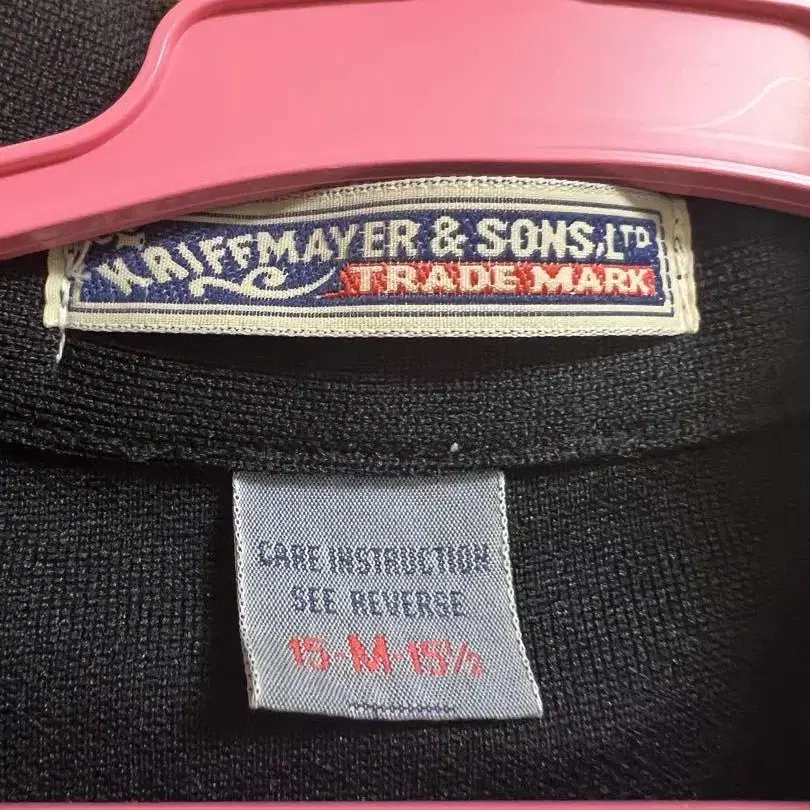 KRIFFMAYER & SONS, LTD
TRADE MARK
CARE INSTRUCTION
SEE REVERSE
15-M-15½